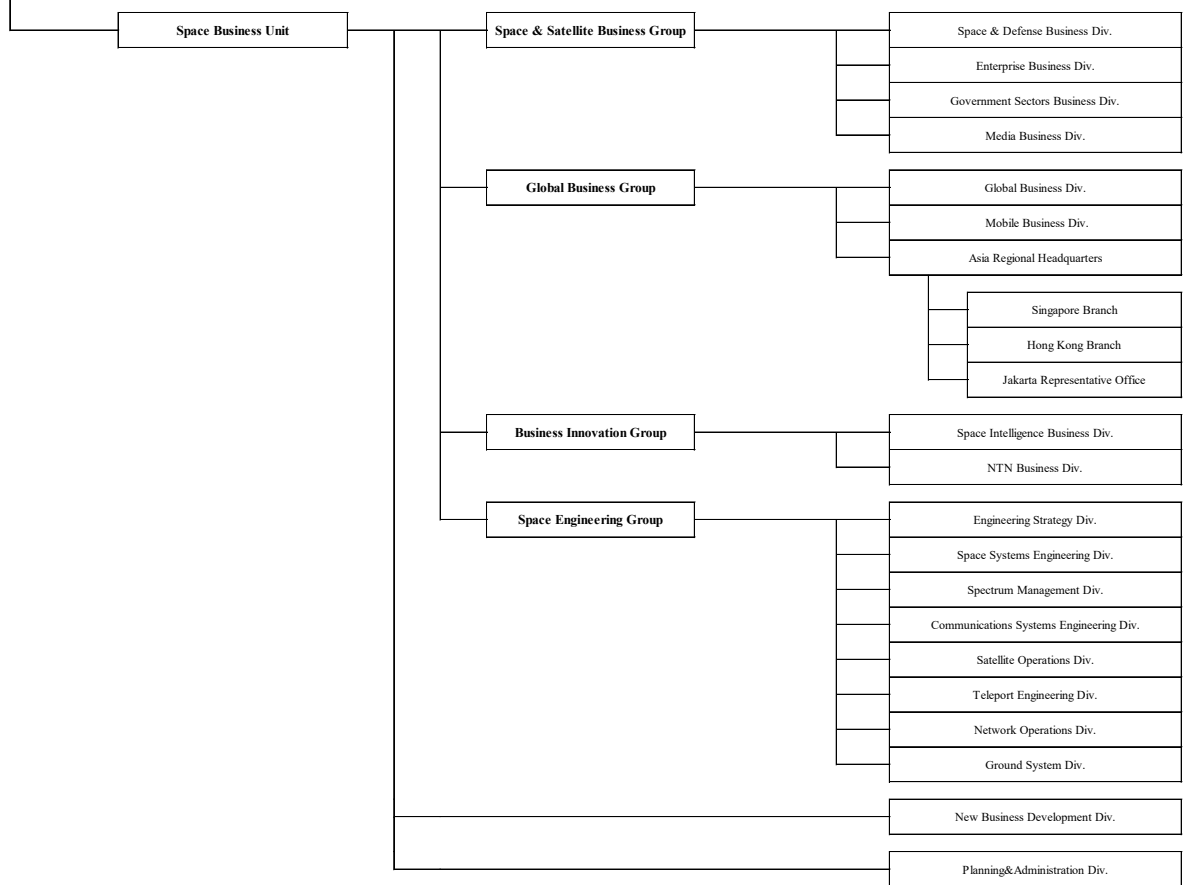 Space Business Unit
Space & Satellite Business Group
Space & Defense Business Div.
Enterprise Business Div.
Government Sectors Business Div.
Media Business Div.
Global Business Group
Global Business Div.
Mobile Business Div.
Asia Regional Headquarters
Singapore Branch
Hong Kong Branch
Jakarta Representative Office
Business Innovation Group
Space Intelligence Business Div.
NTN Business Div.
Space Engineering Group
Engineering Strategy Div.
Space Systems Engineering Div.
Spectrum Management Div.
Communications Systems Engineering Div.
Satellite Operations Div.
Teleport Engineering Div.
Network Operations Div.
Ground System Div.
New Business Development Div.
Planning&Administration Div.